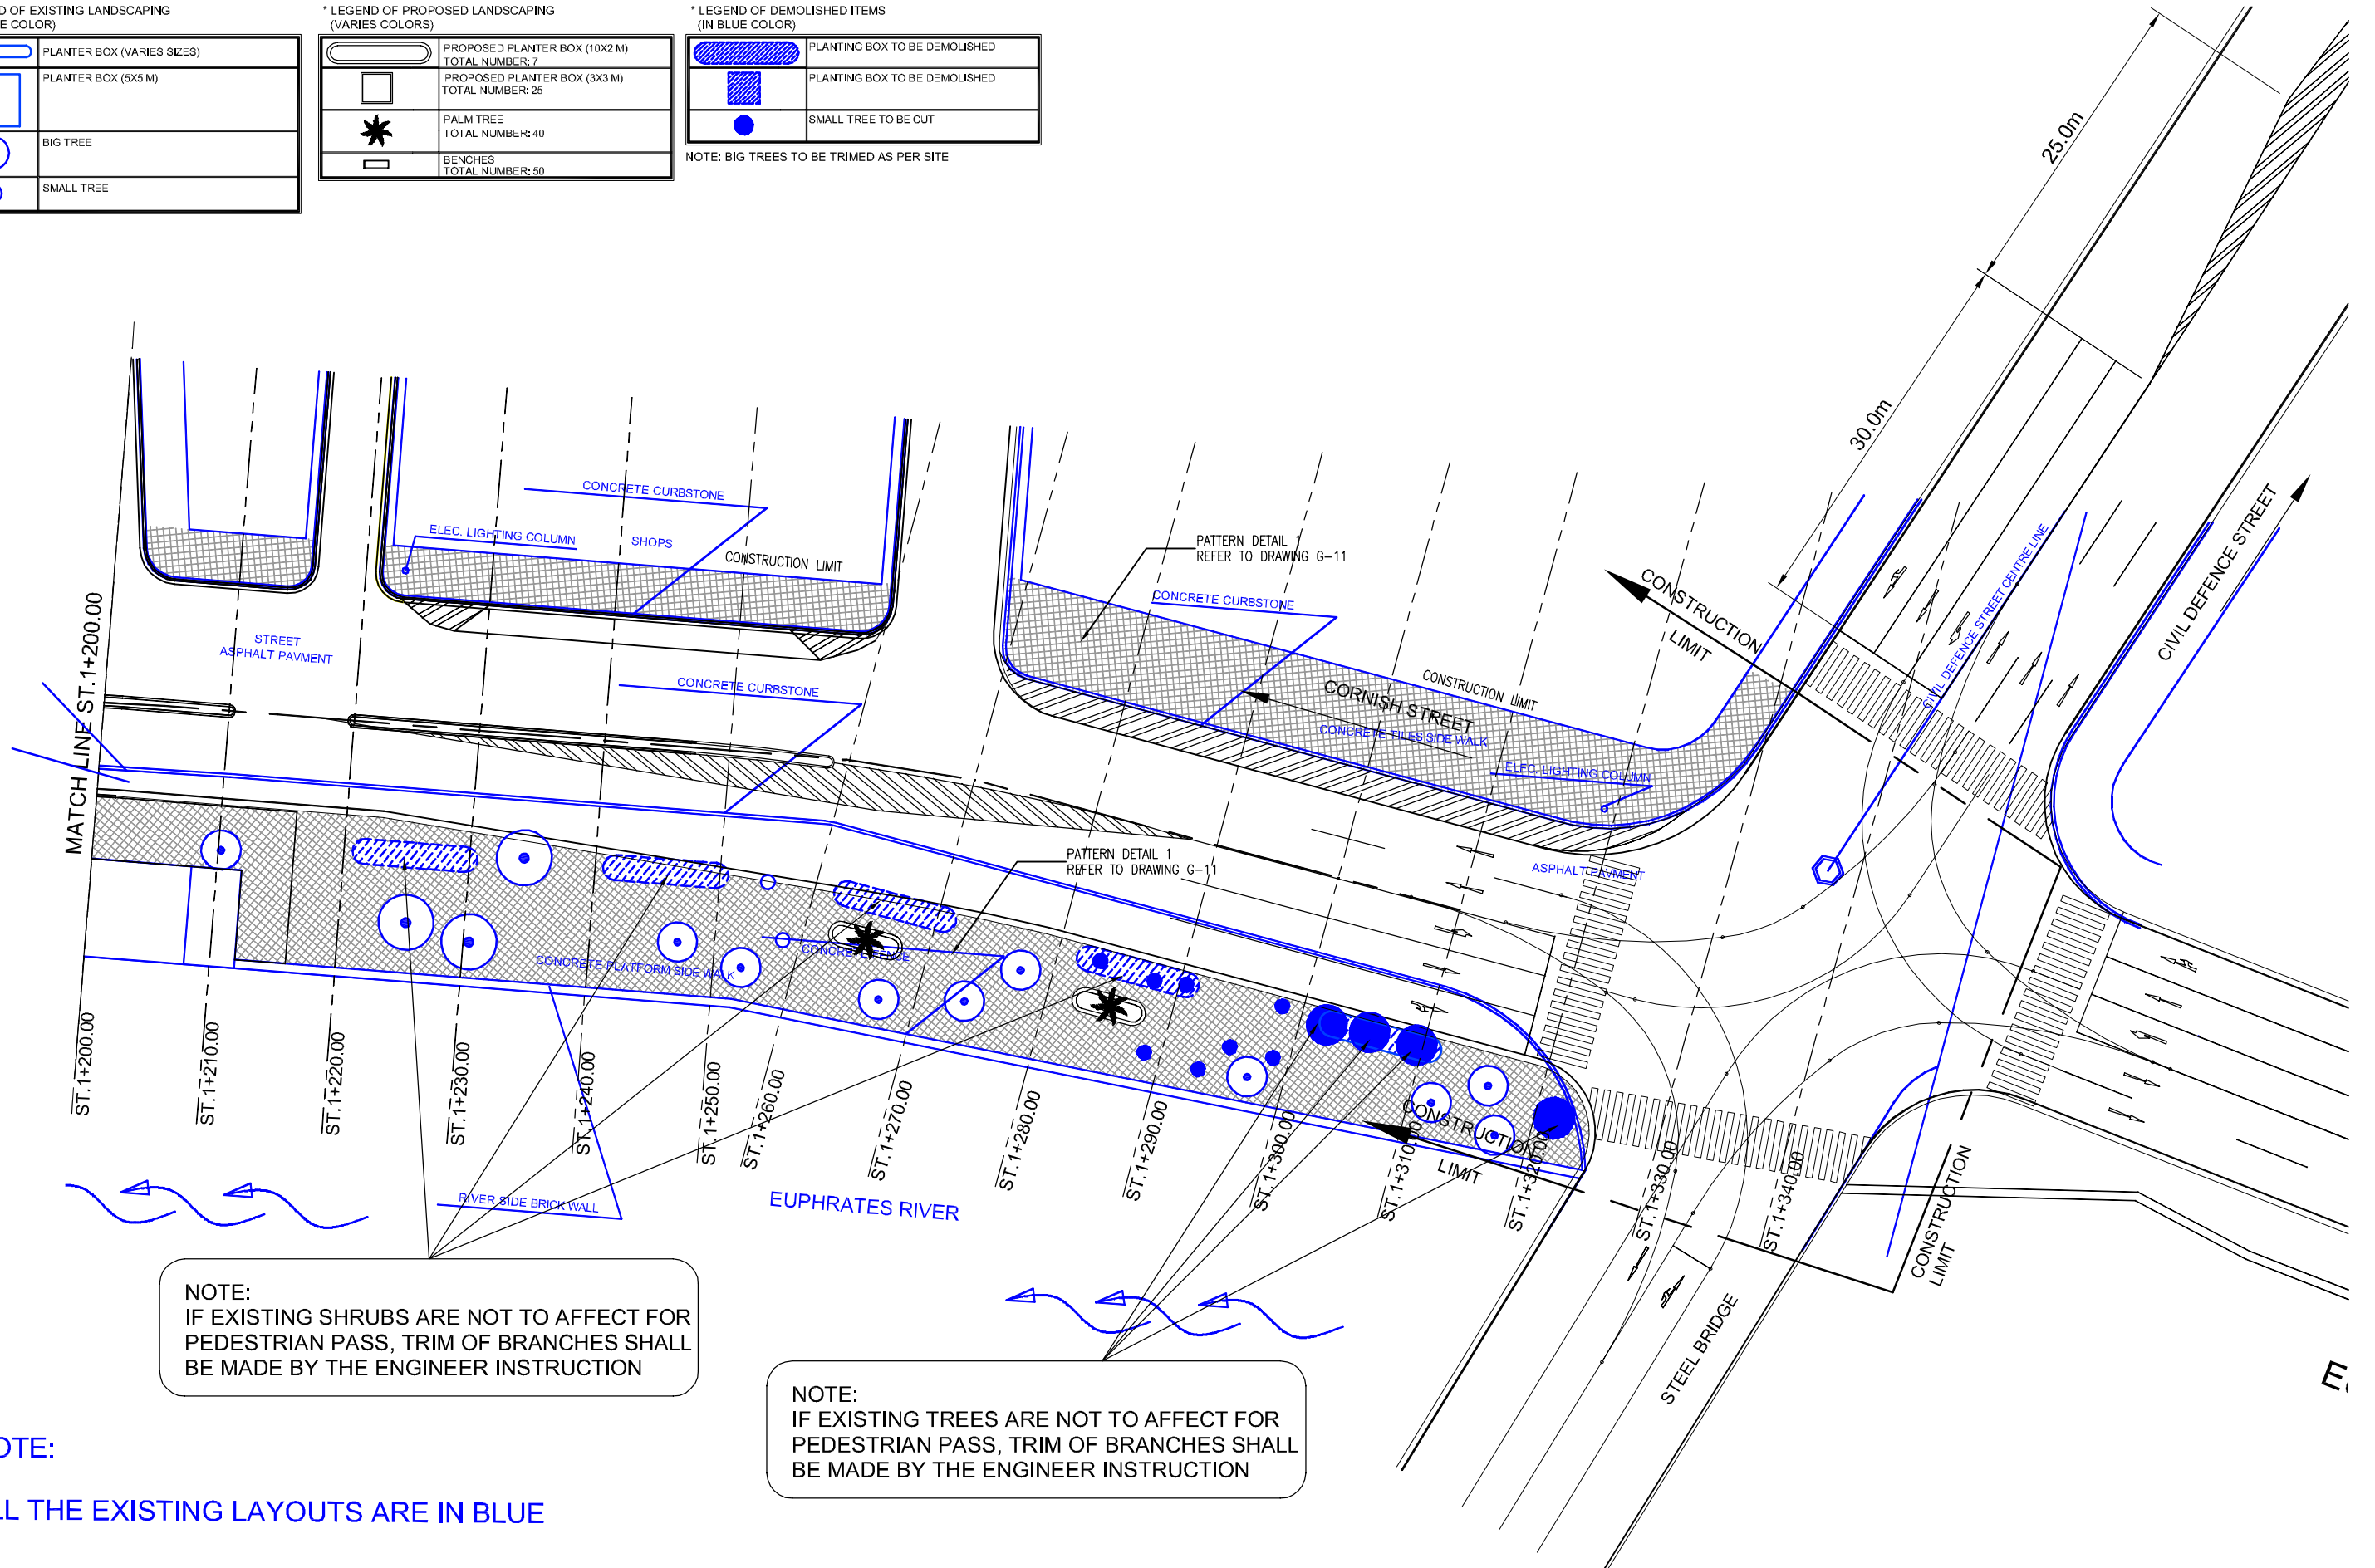 D OF EXISTING LANDSCAPING
E COLOR)
PLANTER BOX (VARIES SIZES)
PLANTER BOX (5X5 M)
BIG TREE
SMALL TREE
* LEGEND OF PROPOSED LANDSCAPING
(VARIES COLORS)
PROPOSED PLANTER BOX (10X2 M)
TOTAL NUMBER: 7
PROPOSED PLANTER BOX (3X3 M)
TOTAL NUMBER: 25
PALM TREE
TOTAL NUMBER: 40
BENCHES
TOTAL NUMBER: 50
* LEGEND OF DEMOLISHED ITEMS
(IN BLUE COLOR)
PLANTING BOX TO BE DEMOLISHED
PLANTING BOX TO BE DEMOLISHED
SMALL TREE TO BE CUT
NOTE: BIG TREES TO BE TRIMED AS PER SITE
25.0m
30.0m
CIVIL DEFENCE STREET
CIVIL DEFENCE STREET CENTRE LINE
CONCRETE CURBSTONE
ELEC. LIGHTING COLUMN
SHOPS
CONSTRUCTION LIMIT
PATTERN DETAIL 1
REFER TO DRAWING G-11
CONCRETE CURBSTONE
CONSTRUCTION
LIMIT
STREET
ASPHALT PAVMENT
CONCRETE CURBSTONE
CORNISH STREET
CONSTRUCTION LIMIT
CONCRETE TILES SIDE WALK
ELEC. LIGHTING COLUMN
MATCH LINE ST.1+200.00
PATTERN DETAIL 1
REFER TO DRAWING G-11
ASPHALT PAVMENT
CONCRETE FENCE
CONCRETE PLATFORM SIDE WALK
ST.1+200.00
ST.1+210.00
ST.1+220.00
ST.1+230.00
ST.1+240.00
ST.1+250.00
ST.1+260.00
ST.1+270.00
ST.1+280.00
ST.1+290.00
ST.1+300.00
ST.1+310.00
ST.1+320.00
ST.1+330.00
ST.1+340.00
CONSTRUCTION
LIMIT
CONSTRUCTION
LIMIT
RIVER SIDE BRICK WALL
EUPHRATES RIVER
STEEL BRIDGE
NOTE:
IF EXISTING SHRUBS ARE NOT TO AFFECT FOR
PEDESTRIAN PASS, TRIM OF BRANCHES SHALL
BE MADE BY THE ENGINEER INSTRUCTION
NOTE:
IF EXISTING TREES ARE NOT TO AFFECT FOR
PEDESTRIAN PASS, TRIM OF BRANCHES SHALL
BE MADE BY THE ENGINEER INSTRUCTION
OTE:
LL THE EXISTING LAYOUTS ARE IN BLUE